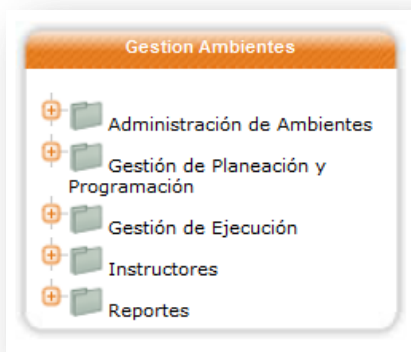 Gestion Ambientes
Administración de Ambientes
Gestión de Planeación y
Programación
Gestión de Ejecución
Instructores
Reportes